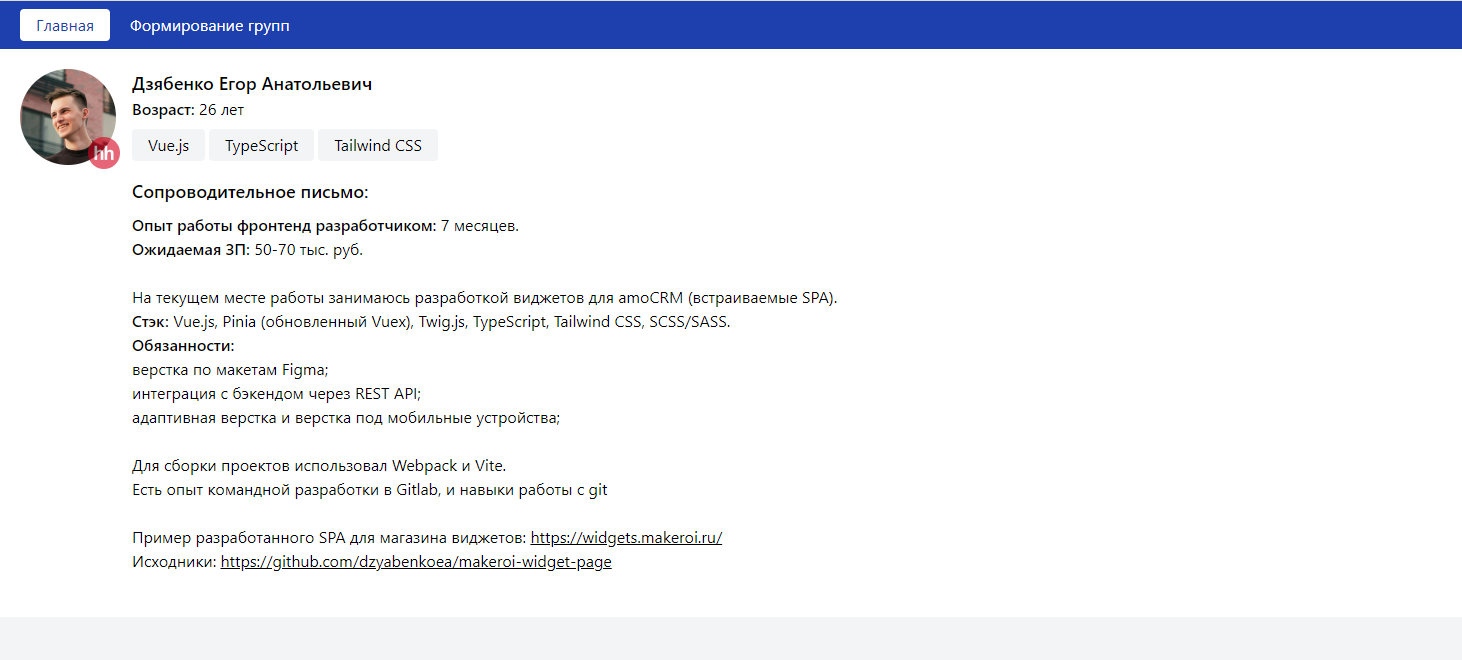 Главная Формирование групп
Дзябенко Егор Анатольевич
Возраст: 26 лет
hh
Vue.js TypeScript Tailwind CSS
Сопроводительное письмо:
Опыт работы фронтенд разработчиком: 7 месяцев.
Ожидаемая ЗП: 50-70 тыс. руб.
На текущем месте работы занимаюсь разработкой виджетов для amoCRM (встраиваемые SPA).
Стэк: Vue.js, Pinia (обновленный Vuex), Twig.js, TypeScript, Tailwind CSS, SCSS/SASS.
Обязанности:
верстка по макетам Figma;
интеграция с бэкендом через REST API;
адаптивная верстка и верстка под мобильные устройства;
Для сборки проектов использовал Webpack и Vite.
Есть опыт командной разработки в Gitlab, и навыки работы с git
Пример разработанного SPA для магазина виджетов: https://widgets.makeroi.ru/
Исходники: https://github.com/dzyabenkoea/makeroi-widget-page